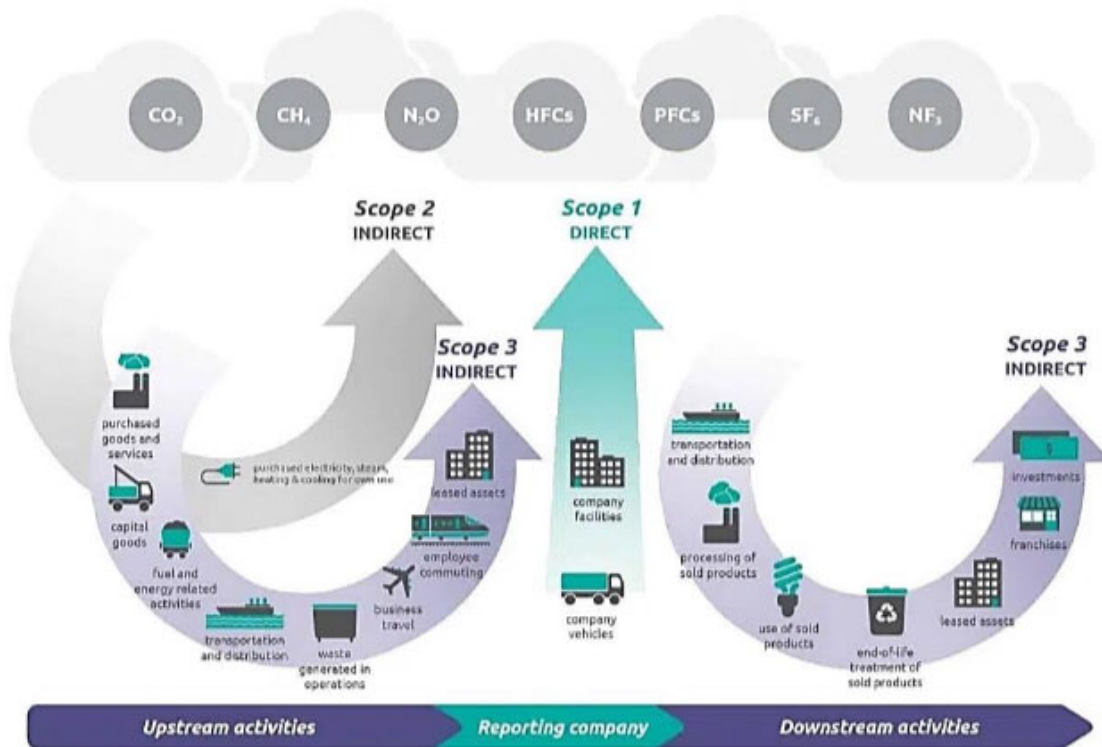 CO₂ CH₄ N₂O HFCs PFCs SF₆ NF₃
Scope 2
INDIRECT
Scope 1
DIRECT
Scope 3
INDIRECT
Scope 3
INDIRECT
purchased
goods and
services
capital
goods
fuel and
energy related
activities
purchased electricity, steam,
heating & cooling for own use
transportation
and distribution
waste
generated in
operations
business
travel
employee
commuting
leased assets
company
facilities
company
vehicles
transportation
and distribution
processing of
sold products
use of sold
products
end-of-life
treatment of
sold products
leased assets
franchises
investments
Upstream activities
Reporting company
Downstream activities